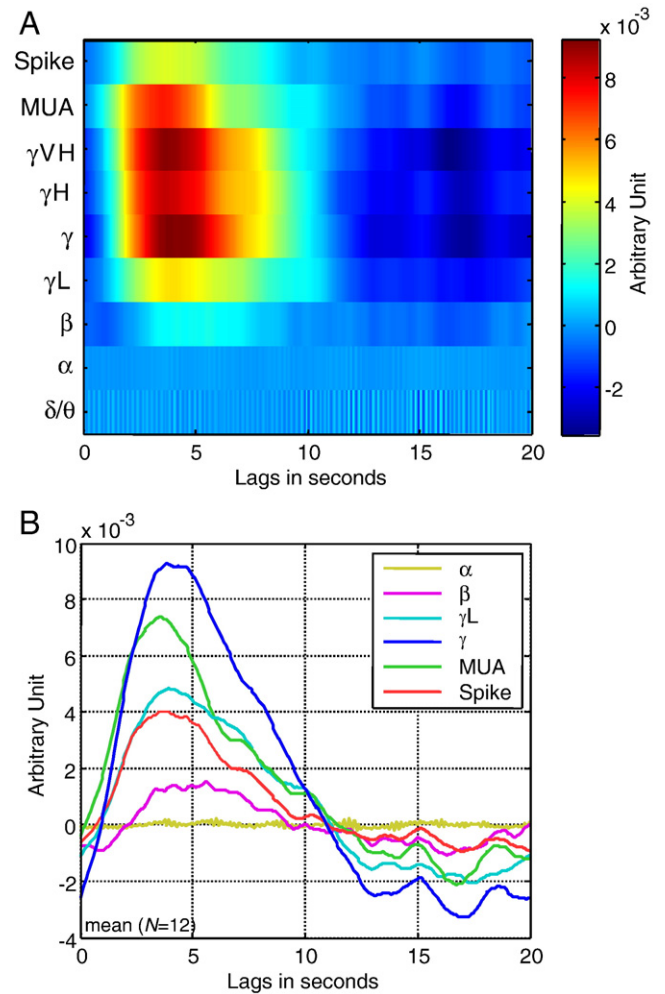 A
x 10-3
Spike
MUA
γVH
γH
γ
γL
β
α
δ/θ
0 5 10 15 20
Lags in seconds
8
6
4
2
0
-2
Arbitrary Unit
B
x 10-3
10
8
6
4
2
0
-2
-4
Arbitrary Unit
α
β
γL
γ
MUA
Spike
mean (N=12)
0 5 10 15 20
Lags in seconds